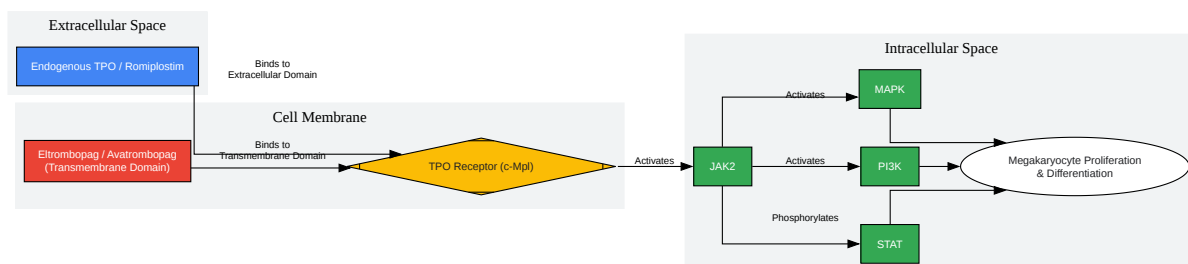 Extracellular Space
Endogenous TPO / Romiplostim
Binds to
Extracellular Domain
Cell Membrane
Eltrombopag / Avatrombopag
(Transmembrane Domain)
Binds to
Transmembrane Domain
TPO Receptor (c-Mpl)
Activates
Intracellular Space
JAK2
Activates
MAPK
Activates
PI3K
Phosphorylates
STAT
Megakaryocyte Proliferation
& Differentiation